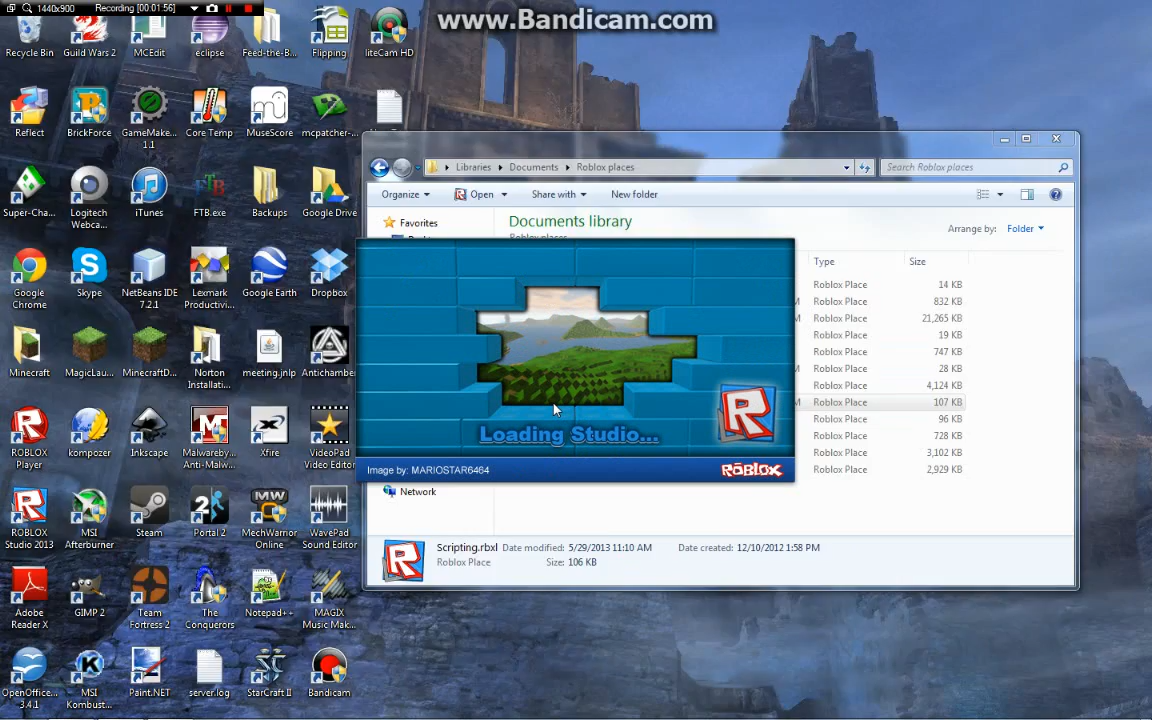 1440x900 Recording [00:01:56]
www.Bandicam.com
Recycle Bin
Guild Wars 2
MCEdit
eclipse
Feed-the-B...
Flipping
liteCam HD
Reflect
BrickForce
GameMake... 1.1
Core Temp
MuseScore
mcpatcher-...
Super-Cha...
Logitech Webca...
iTunes
FTB.exe
Backups
Google Drive
Google Chrome
Skype
NetBeans IDE 7.2.1
Lexmark Productivi...
Google Earth
Dropbox
Minecraft
MagicLau...
MinecraftD...
Norton Installati...
meeting.jnlp
Antichamber
ROBLOX Player
kompozer
Inkscape
Malwareby... Anti-Malw...
Xfire
VideoPad Video Editor
ROBLOX Studio 2013
MSI Afterburner
Steam
Portal 2
MechWarrior Online
WavePad Sound Editor
Adobe Reader X
GIMP 2
Team Fortress 2
The Conquerors
Notepad++
MAGIX Music Mak...
OpenOffice... 3.4.1
MSI Kombust...
Paint.NET
server.log
StarCraft II
Bandicam
Libraries Documents Roblox places
Search Roblox places
Organize Open Share with New folder
Favorites
Documents library
Arrange by: Folder
Type Size
Roblox Place 14 KB
Roblox Place 832 KB
Roblox Place 21,265 KB
Roblox Place 19 KB
Roblox Place 747 KB
Roblox Place 28 KB
Roblox Place 4,124 KB
Roblox Place 107 KB
Roblox Place 96 KB
Roblox Place 728 KB
Roblox Place 3,102 KB
Roblox Place 2,929 KB
Loading Studio...
Image by: MARIOSTAR6464
ROBLOX
Network
Scripting.rbxl Date modified: 5/29/2013 11:10 AM Date created: 12/10/2012 1:58 PM
Roblox Place Size: 106 KB